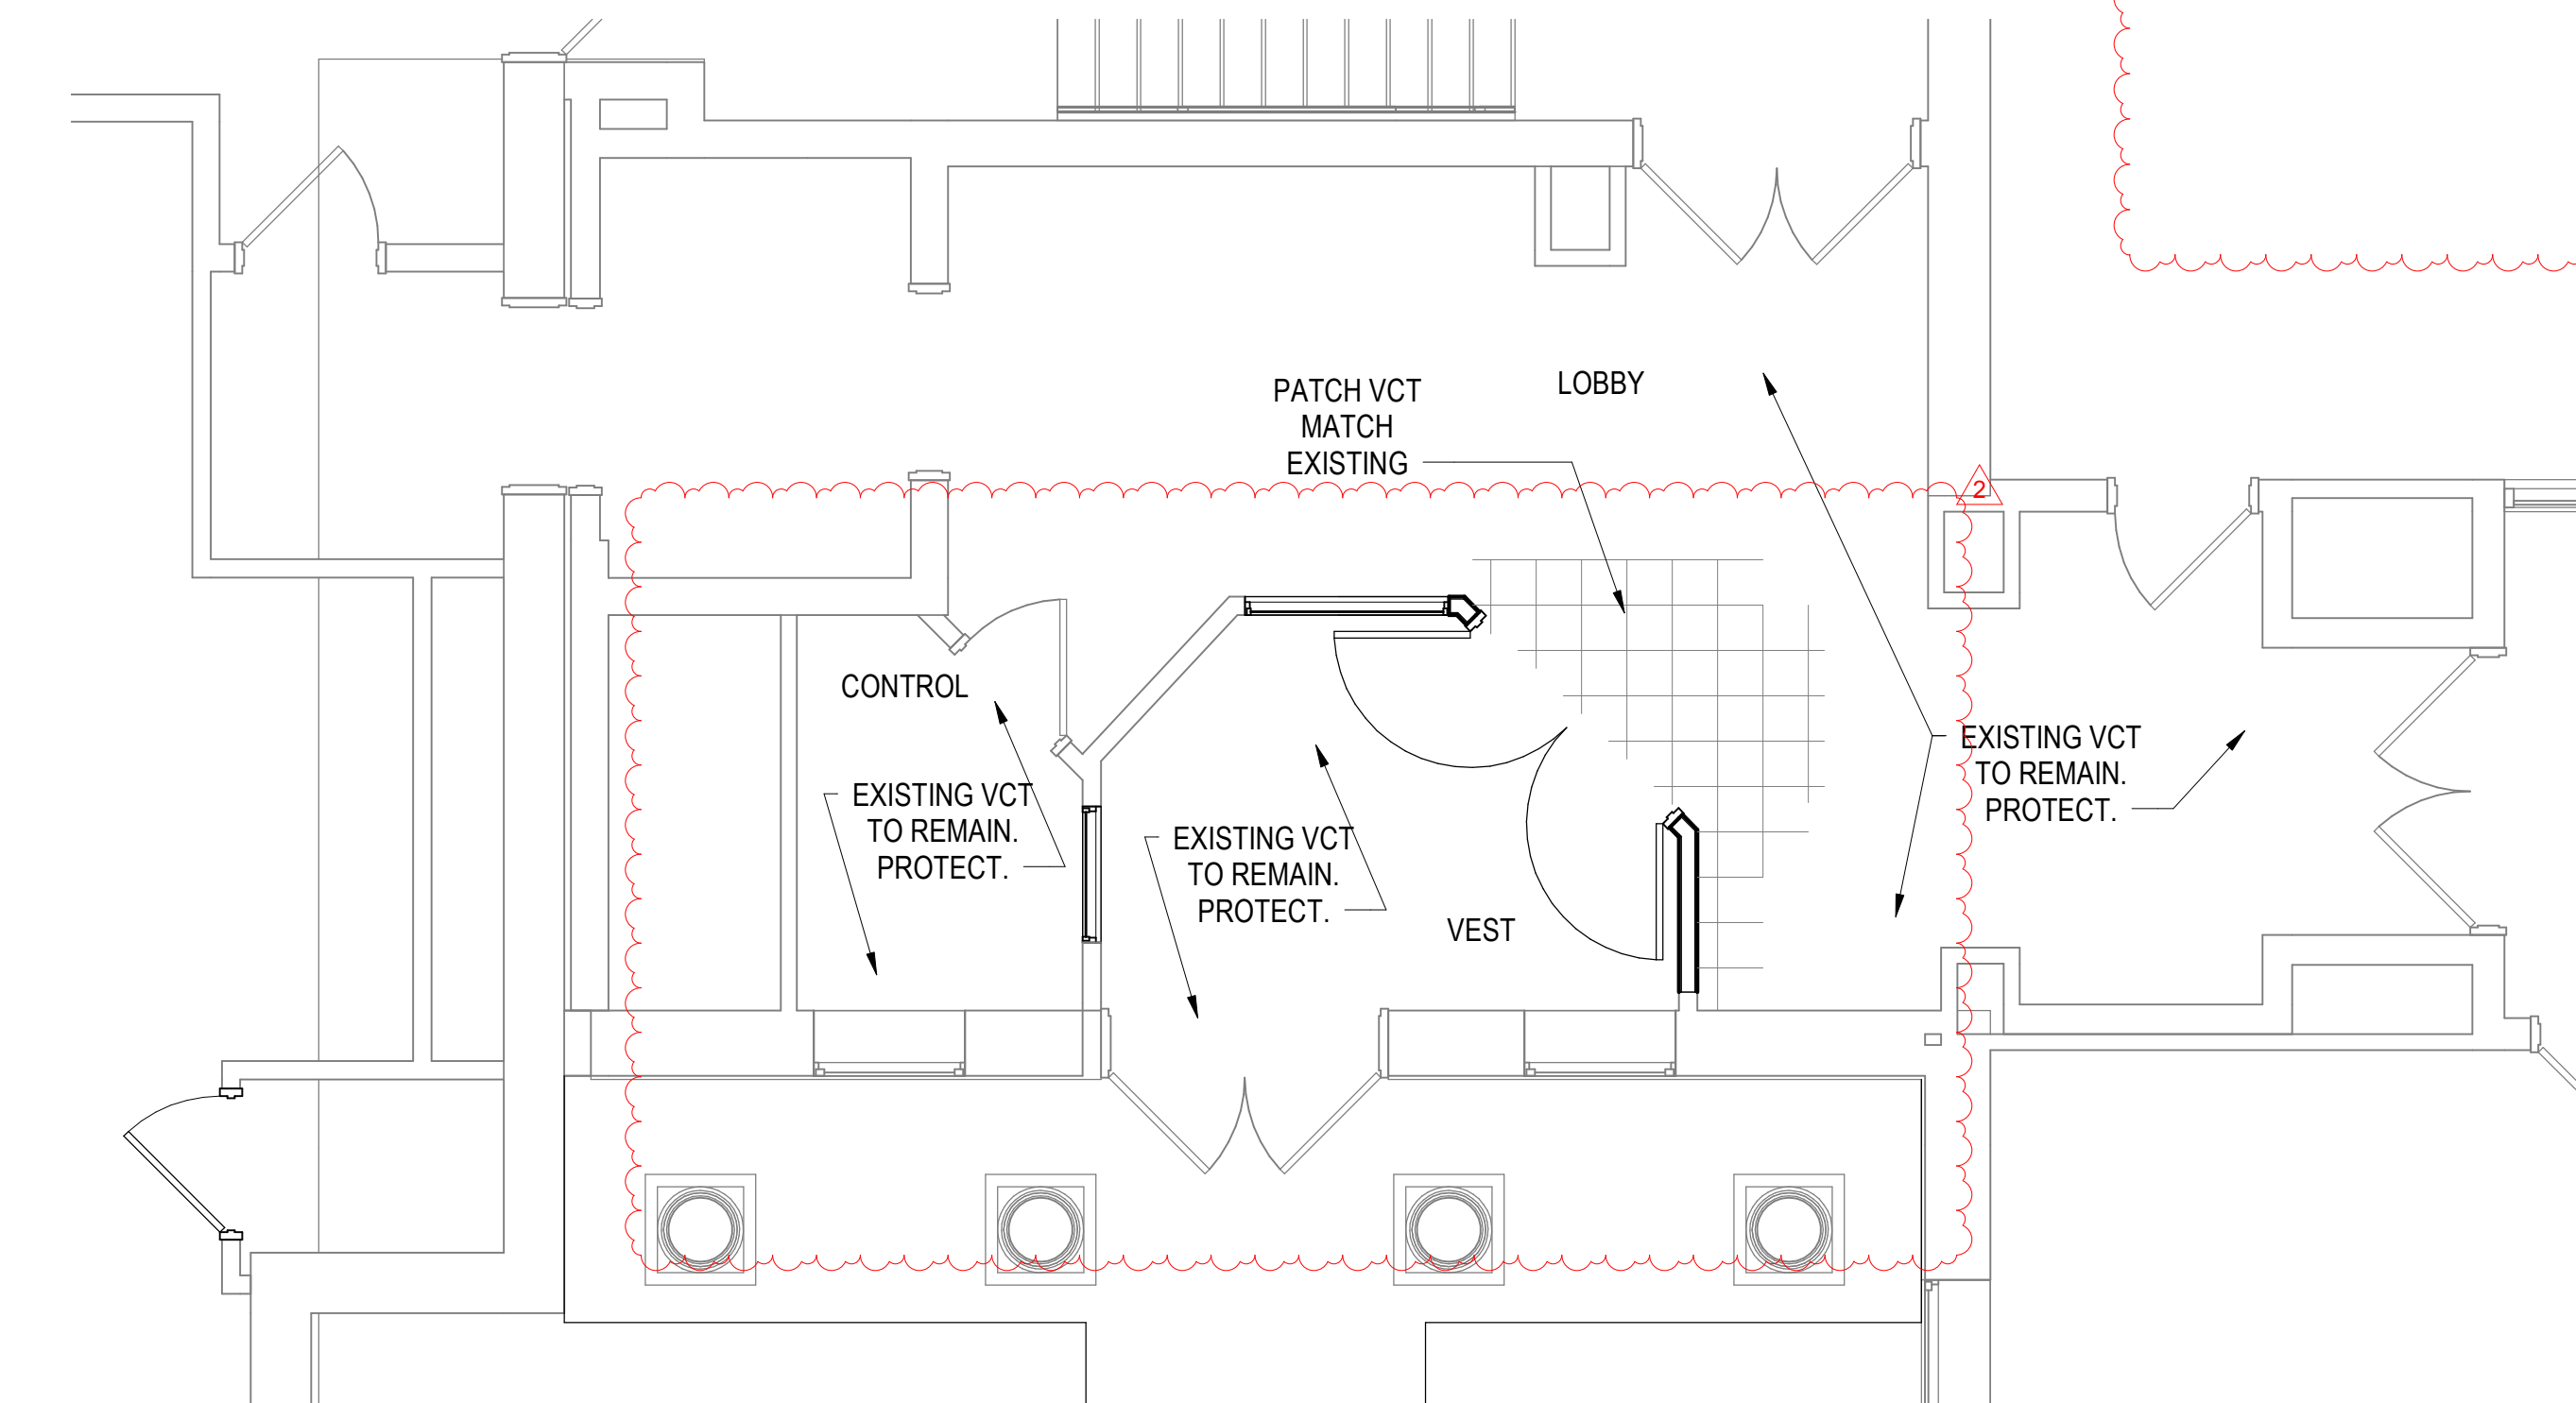 PATCH VCT
MATCH
EXISTING
LOBBY
2
CONTROL
EXISTING VCT
TO REMAIN.
PROTECT.
EXISTING VCT
TO REMAIN.
PROTECT.
EXISTING VCT
TO REMAIN.
PROTECT.
VEST